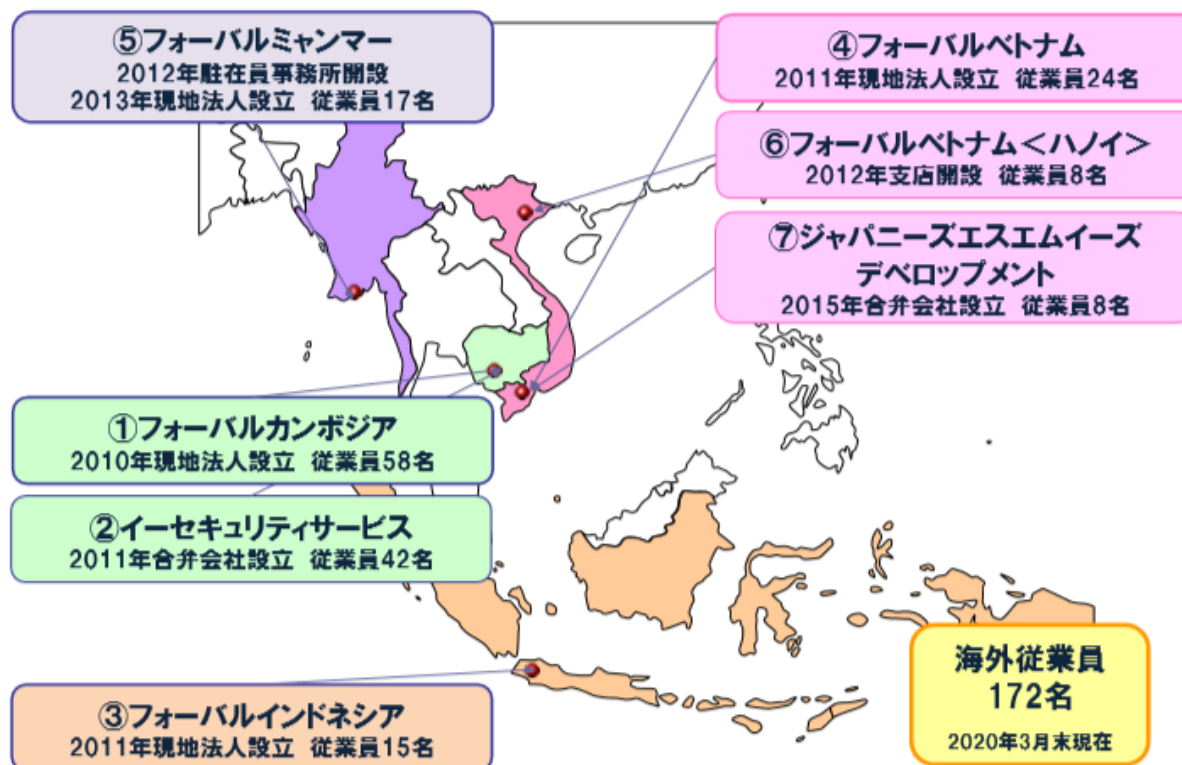 ⑤フォーバルミャンマー
2012年駐在員事務所開設
2013年現地法人設立 従業員17名
④フォーバルベトナム
2011年現地法人設立 従業員24名
⑥フォーバルベトナム＜ハノイ＞
2012年支店開設 従業員8名
⑦ジャパニーズエスエムイーズ
デベロップメント
2015年合弁会社設立 従業員8名
①フォーバルカンボジア
2010年現地法人設立 従業員58名
②イーセキュリティサービス
2011年合弁会社設立 従業員42名
③フォーバルインドネシア
2011年現地法人設立 従業員15名
海外従業員
172名
2020年3月末現在